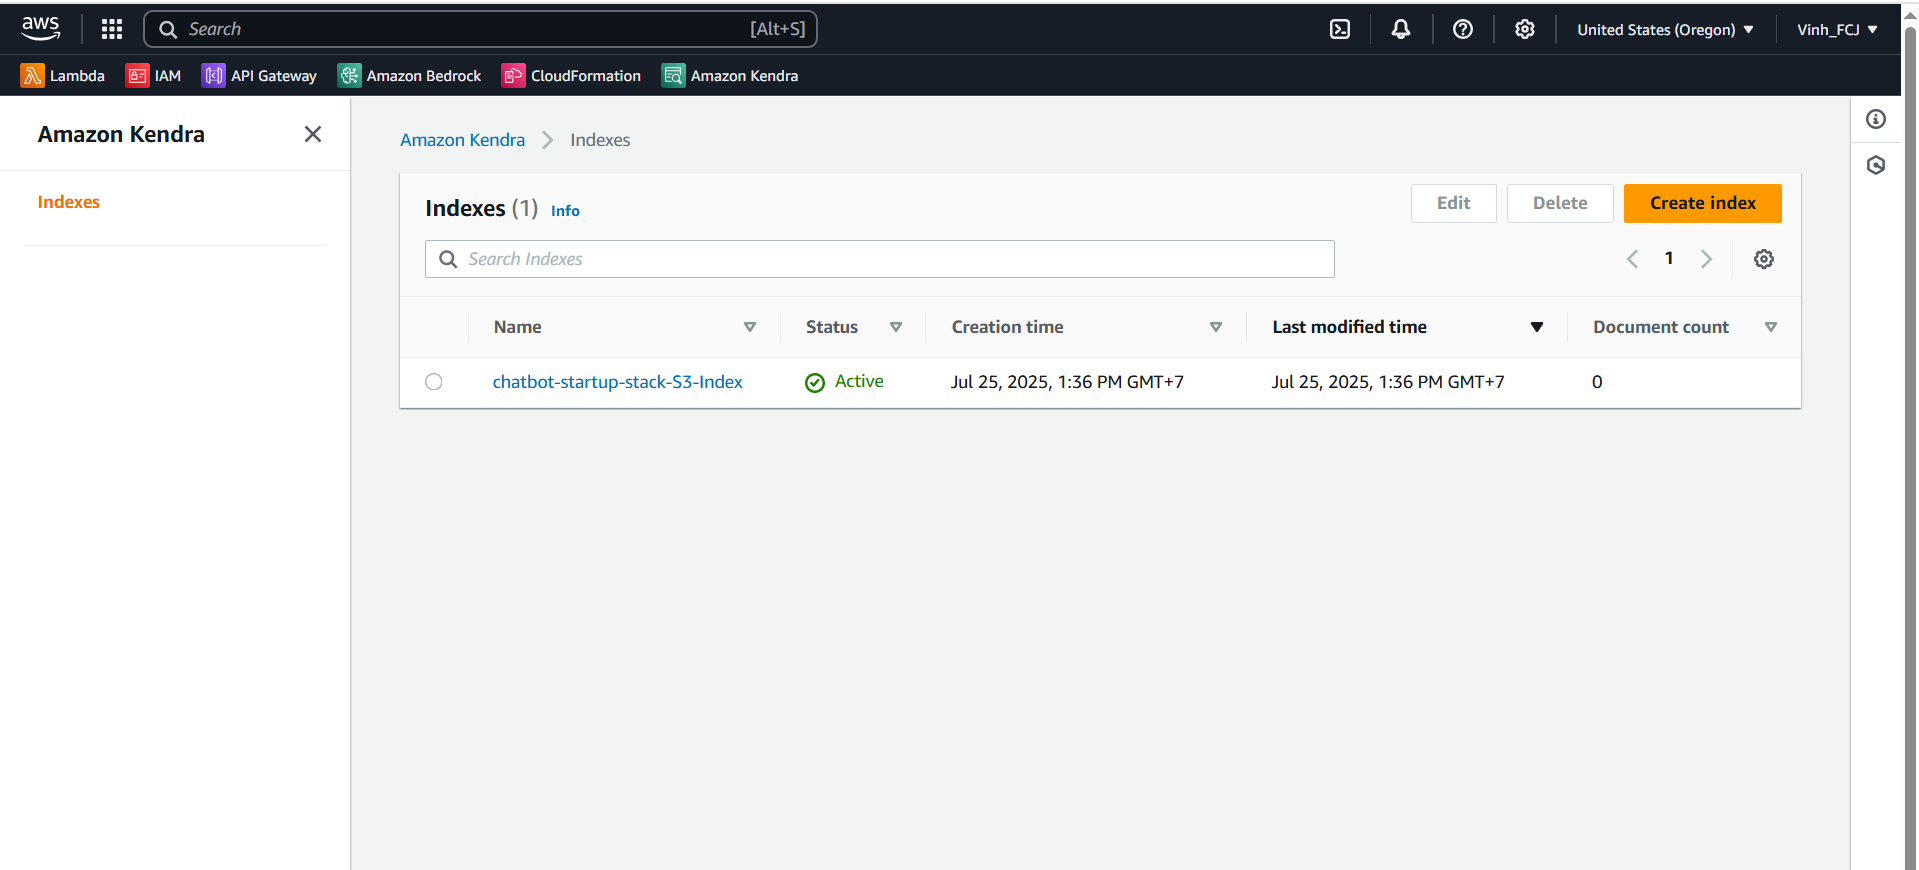 aws
Search [Alt+S] United States (Oregon) Vinh_FCJ
Lambda IAM API Gateway Amazon Bedrock CloudFormation Amazon Kendra
Amazon Kendra
Indexes
Amazon Kendra Indexes
Indexes (1) Info Edit Delete Create index
Search Indexes 1
Name Status Creation time Last modified time Document count
chatbot-startup-stack-S3-Index Active Jul 25, 2025, 1:36 PM GMT+7 Jul 25, 2025, 1:36 PM GMT+7 0